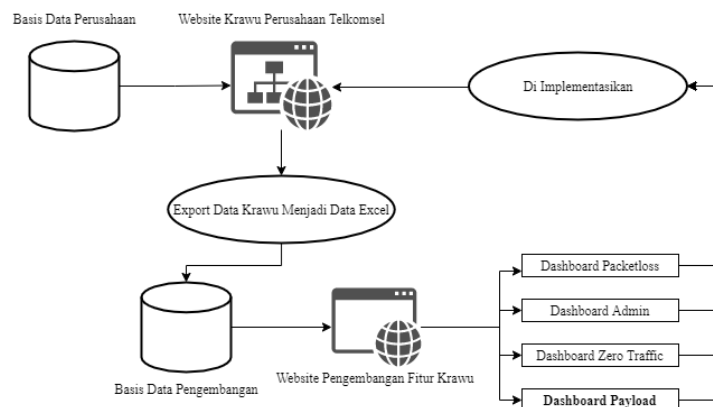 Basis Data Perusahaan
Website Krawu Perusahaan Telkomsel
Di Implementasikan
Export Data Krawu Menjadi Data Excel
Dashboard Packetloss
Dashboard Admin
Dashboard Zero Traffic
Dashboard Payload
Basis Data Pengembangan
Website Pengembangan Fitur Krawu